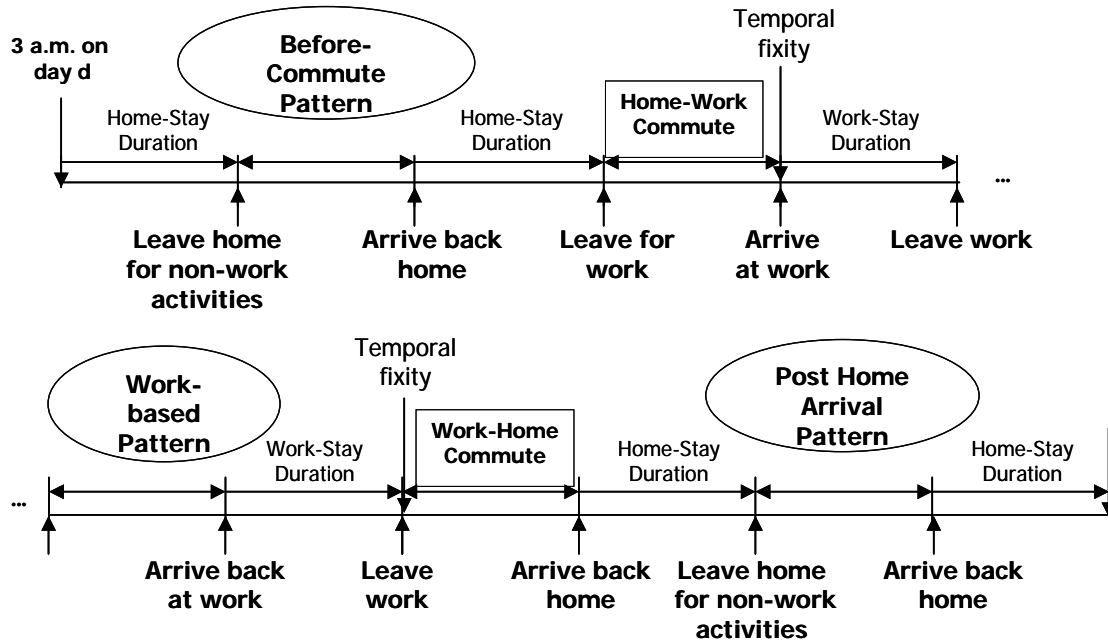 3 a.m. on
day d
Before-
Commute
Pattern
Temporal
fixity
Home-Stay
Duration
Home-Stay
Duration
Home-Work
Commute
Work-Stay
Duration
...
Leave home
for non-work
activities
Arrive back
home
Leave for
work
Arrive
at work
Leave work
Work-
based
Pattern
Temporal
fixity
Post Home
Arrival
Pattern
Work-Stay
Duration
Work-Home
Commute
Home-Stay
Duration
Home-Stay
Duration
...
Arrive back
at work
Leave
work
Arrive back
home
Leave home
for non-work
activities
Arrive back
home